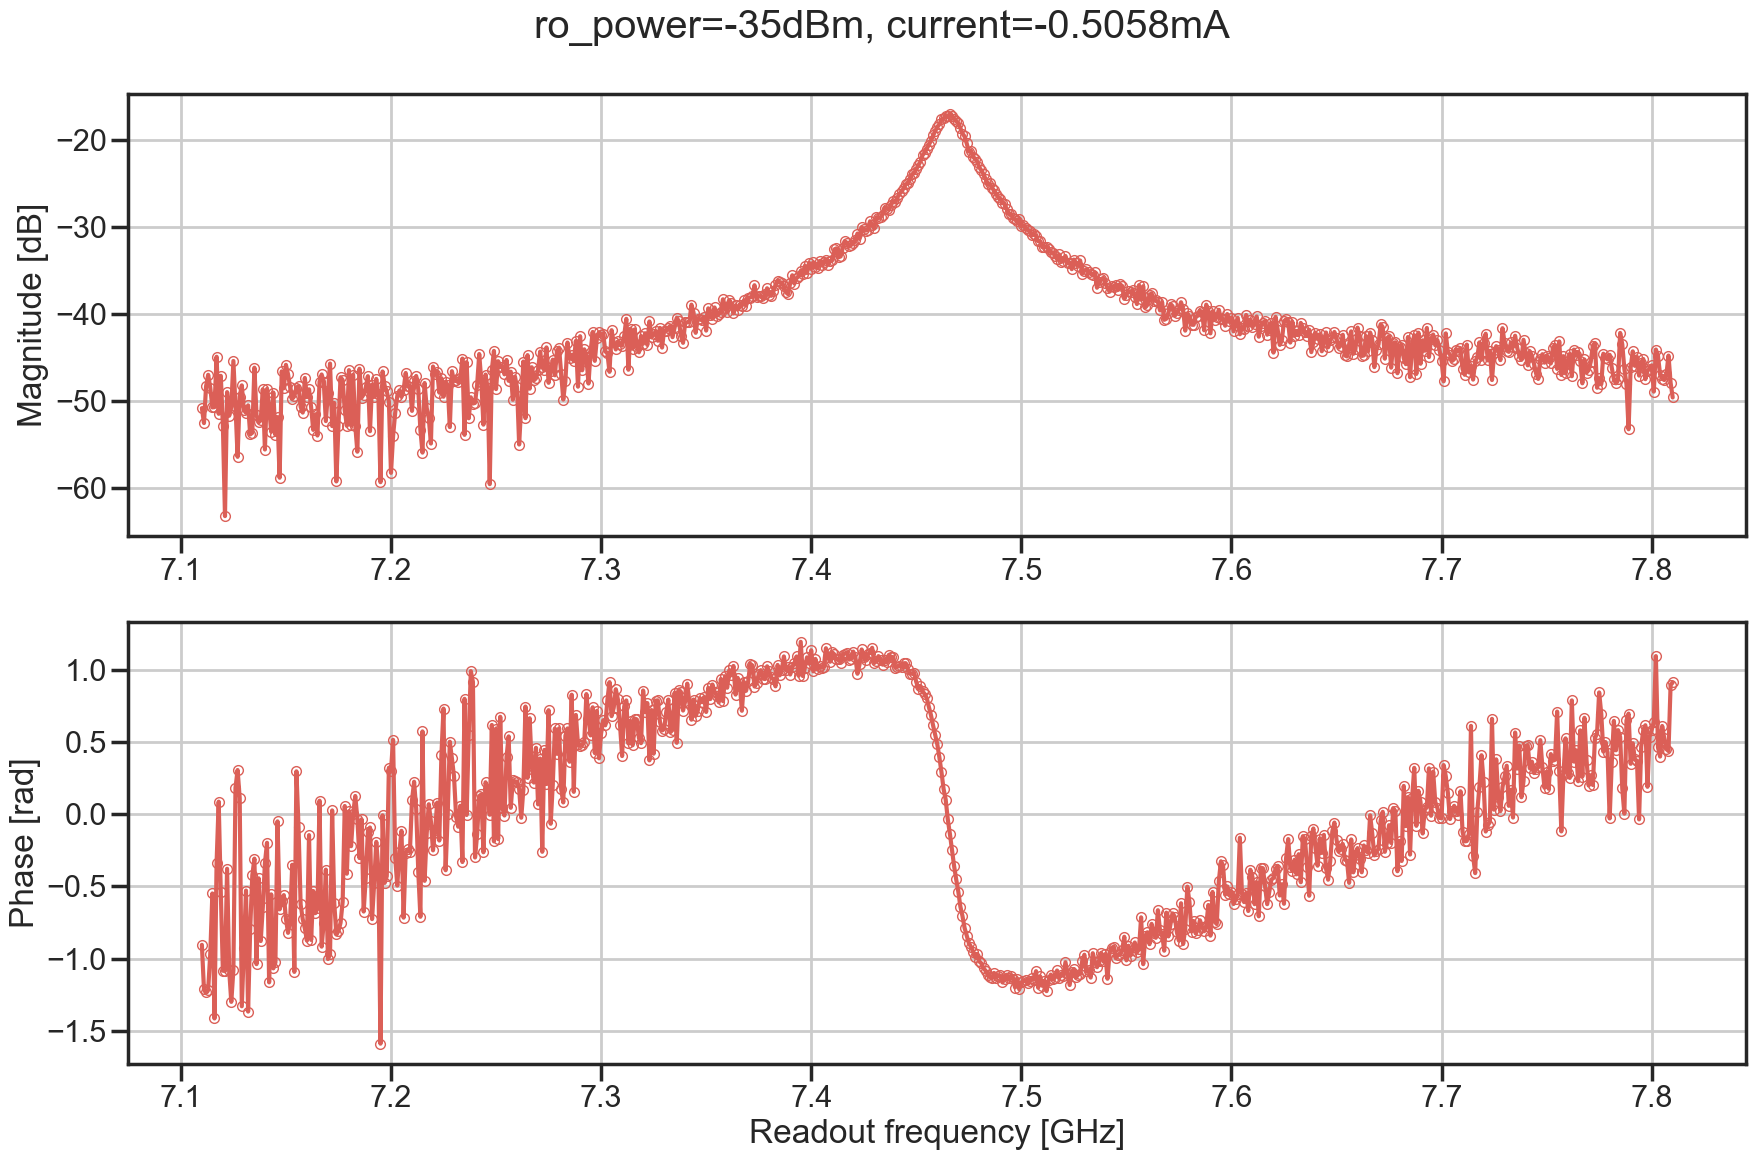 ro_power=-35dBm, current=-0.5058mA
Magnitude [dB]
−20
−30
−40
−50
−60
7.1 7.2 7.3 7.4 7.5 7.6 7.7 7.8
Phase [rad]
1.0
0.5
0.0
−0.5
−1.0
−1.5
7.1 7.2 7.3 7.4 7.5 7.6 7.7 7.8
Readout frequency [GHz]